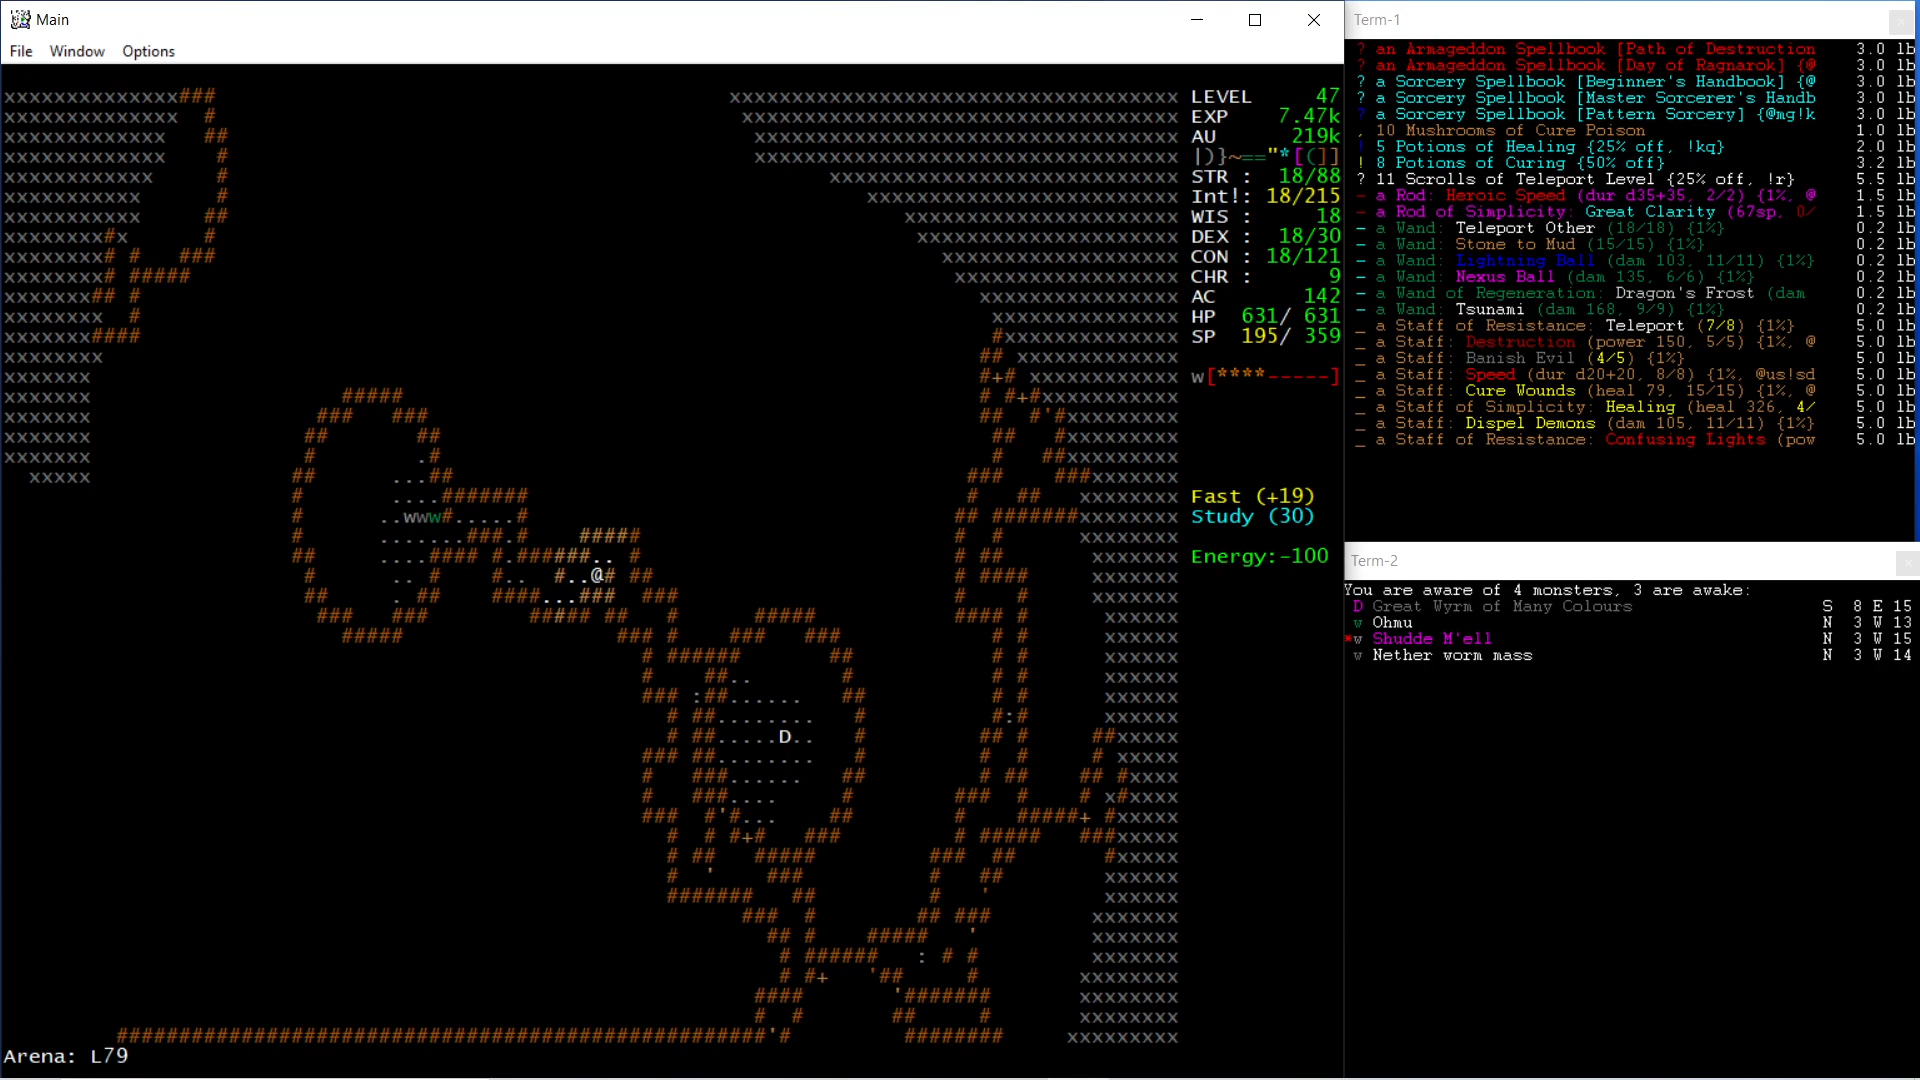 Main
File Window Options
LEVEL 47
EXP 7.47k
AU 219k
|)}~=="*[(]]
STR : 18/88
Int!: 18/215
WIS : 18
DEX : 18/30
CON : 18/121
CHR : 9
AC 142
HP 631/ 631
SP 195/ 359
w[****-----]
Fast (+19)
Study (30)
Energy:-100
Arena: L79
Term-1
? an Armageddon Spellbook [Path of Destruction 3.0 lb
? an Armageddon Spellbook [Day of Ragnarok] {@ 3.0 lb
? a Sorcery Spellbook [Beginner's Handbook] {@ 3.0 lb
? a Sorcery Spellbook [Master Sorcerer's Handb 3.0 lb
? a Sorcery Spellbook [Pattern Sorcery] {@mg!k 3.0 lb
, 10 Mushrooms of Cure Poison 1.0 lb
! 5 Potions of Healing {25% off, !kq} 2.0 lb
! 8 Potions of Curing {50% off} 3.2 lb
? 11 Scrolls of Teleport Level {25% off, !r} 5.5 lb
- a Rod: Heroic Speed (dur d35+35, 2/2) {1%, @ 1.5 lb
- a Rod of Simplicity: Great Clarity (67sp, 0/ 1.5 lb
- a Wand: Teleport Other (18/18) {1%} 0.2 lb
- a Wand: Stone to Mud (15/15) {1%} 0.2 lb
- a Wand: Lightning Ball (dam 103, 11/11) {1%} 0.2 lb
- a Wand: Nexus Ball (dam 135, 6/6) {1%} 0.2 lb
- a Wand of Regeneration: Dragon's Frost (dam 0.2 lb
- a Wand: Tsunami (dam 168, 9/9) {1%} 0.2 lb
_ a Staff of Resistance: Teleport (7/8) {1%} 5.0 lb
_ a Staff: Destruction (power 150, 5/5) {1%, @ 5.0 lb
_ a Staff: Banish Evil (4/5) {1%} 5.0 lb
_ a Staff: Speed (dur d20+20, 8/8) {1%, @us!sd 5.0 lb
_ a Staff: Cure Wounds (heal 79, 15/15) {1%, @ 5.0 lb
_ a Staff of Simplicity: Healing (heal 326, 4/ 5.0 lb
_ a Staff: Dispel Demons (dam 105, 11/11) {1%} 5.0 lb
_ a Staff of Resistance: Confusing Lights (pow 5.0 lb
Term-2
You are aware of 4 monsters, 3 are awake:
D Great Wyrm of Many Colours S 8 E 15
w Ohmu N 3 W 13
*w Shudde M'ell N 3 W 15
w Nether worm mass N 3 W 14